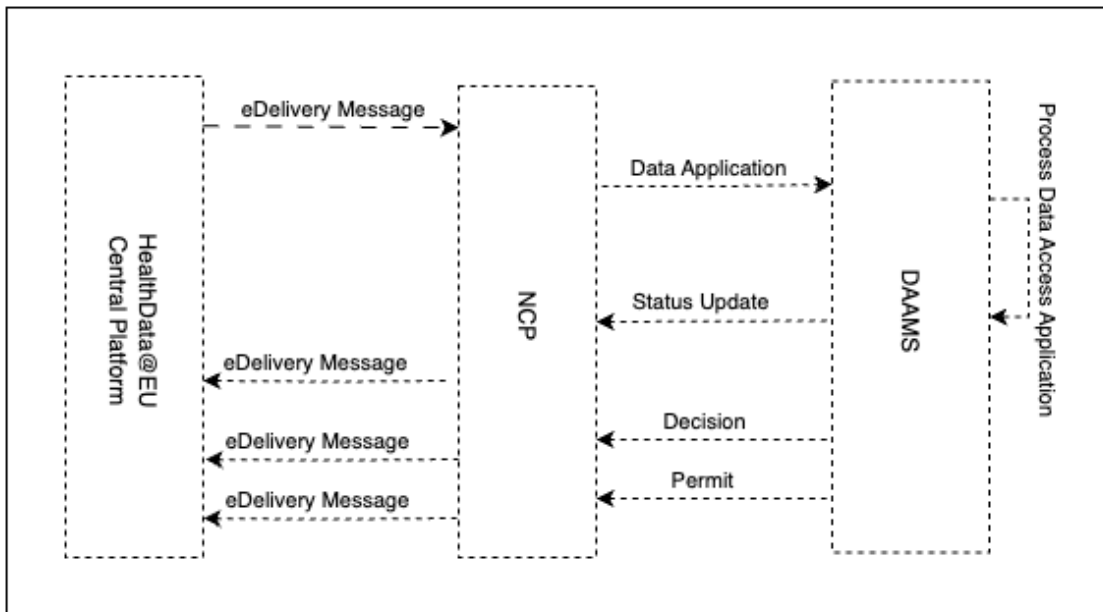 eDelivery Message
Data Application
Process Data Access Application
HealthData@EU
Central Platform
NCP
DAAMS
Status Update
eDelivery Message
Decision
eDelivery Message
Permit
eDelivery Message